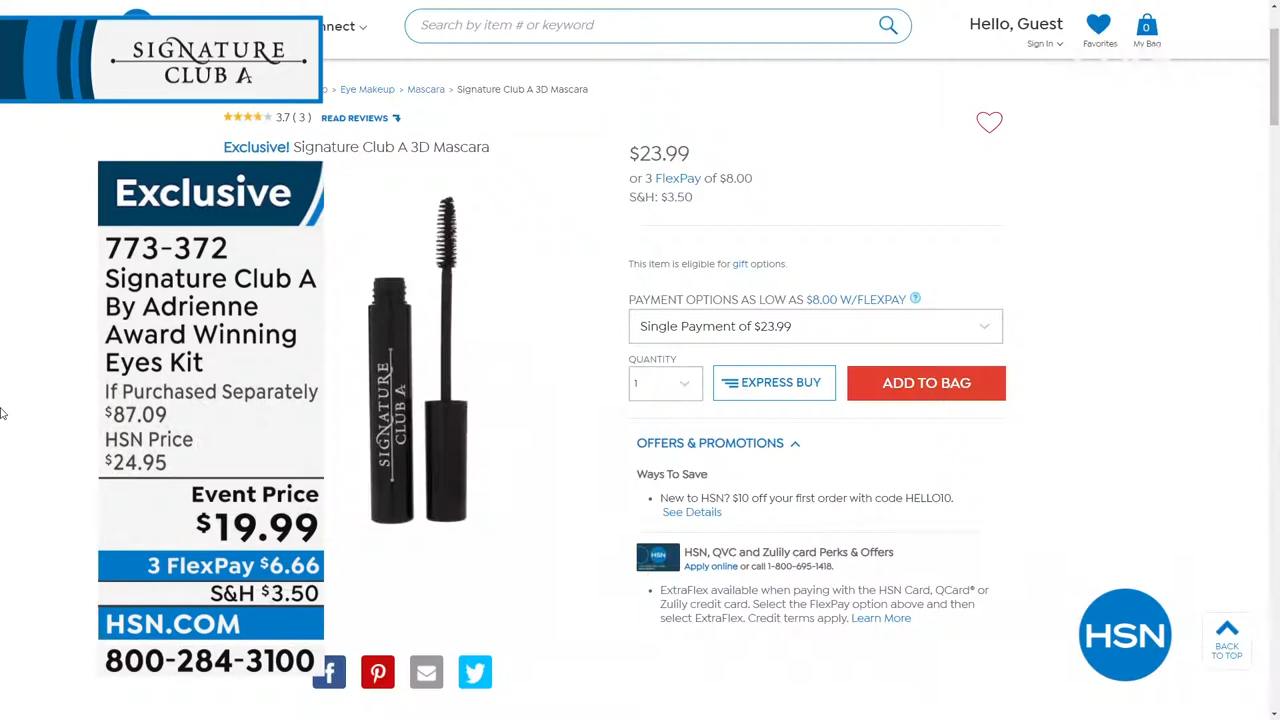 SIGNATURE
CLUB A
nnect
Search by item # or keyword
Hello, Guest
Sign In
Favorites
0
My Bag
> Eye Makeup > Mascara > Signature Club A 3D Mascara
3.7 ( 3 ) READ REVIEWS
Exclusive! Signature Club A 3D Mascara
Exclusive
773-372
Signature Club A
By Adrienne
Award Winning
Eyes Kit
If Purchased Separately
$87.09
HSN Price
$24.95
Event Price
$19.99
3 FlexPay $6.66
S&H $3.50
HSN.COM
800-284-3100
SIGNATURE
CLUB A
$23.99
or 3 FlexPay of $8.00
S&H: $3.50
This item is eligible for gift options.
PAYMENT OPTIONS AS LOW AS $8.00 W/FLEXPAY ?
Single Payment of $23.99
QUANTITY
1
EXPRESS BUY
ADD TO BAG
OFFERS & PROMOTIONS
Ways To Save
• New to HSN? $10 off your first order with code HELLO10.
See Details
HSN
HSN, QVC and Zulily card Perks & Offers
Apply online or call 1-800-695-1418.
• ExtraFlex available when paying with the HSN Card, QCard® or
Zulily credit card. Select the FlexPay option above and then
select ExtraFlex. Credit terms apply. Learn More
HSN
BACK
TO TOP